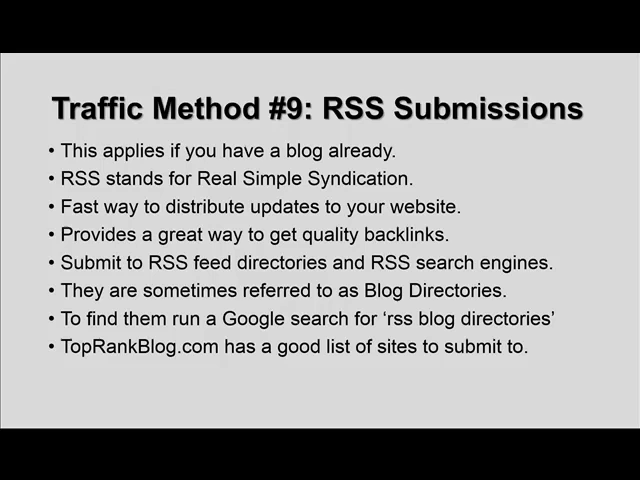 Traffic Method #9: RSS Submissions
• This applies if you have a blog already.
• RSS stands for Real Simple Syndication.
• Fast way to distribute updates to your website.
• Provides a great way to get quality backlinks.
• Submit to RSS feed directories and RSS search engines.
• They are sometimes referred to as Blog Directories.
• To find them run a Google search for ‘rss blog directories’
• TopRankBlog.com has a good list of sites to submit to.